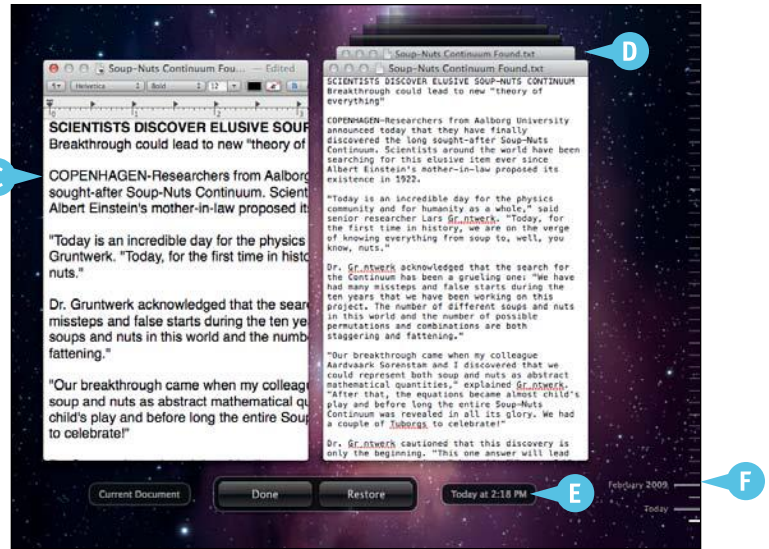 Soup-Nuts Continuum Fou... — Edited
Helvetica Bold 12 a B
0 1 2 3
SCIENTISTS DISCOVER ELUSIVE SOUP
Breakthrough could lead to new "theory of
COPENHAGEN-Researchers from Aalborg
sought-after Soup-Nuts Continuum. Scient
Albert Einstein's mother-in-law proposed it
"Today is an incredible day for the physics
Gruntwerk. "Today, for the first time in histo
nuts."
Dr. Gruntwerk acknowledged that the sear
missteps and false starts during the ten ye
soups and nuts in this world and the numb
fattening."
"Our breakthrough came when my colleag
soup and nuts as abstract mathematical qu
child's play and before long the entire Soup
to celebrate!"
Soup-Nuts Continuum Found.txt
D
Soup-Nuts Continuum Found.txt
SCIENTISTS DISCOVER ELUSIVE SOUP-NUTS CONTINUUM
Breakthrough could lead to new "theory of
everything"
COPENHAGEN-Researchers from Aalborg University
announced today that they have finally
discovered the long sought-after Soup-Nuts
Continuum. Scientists around the world have been
searching for this elusive item ever since
Albert Einstein's mother-in-law proposed its
existence in 1922.
"Today is an incredible day for the physics
community and for humanity as a whole," said
senior researcher Lars Gr.ntwerk. "Today, for
the first time in history, we are on the verge
of knowing everything from soup to, well, you
know, nuts."
Dr. Gr.ntwerk acknowledged that the search for
the Continuum has been a grueling one: "We have
had many missteps and false starts during the
ten years that we have been working on this
project. The number of different soups and nuts
in this world and the number of possible
permutations and combinations are both
staggering and fattening."
"Our breakthrough came when my colleague
Aardvaark Sorenstam and I discovered that we
could represent both soup and nuts as abstract
mathematical quantities," explained Gr.ntwerk.
"After that, the equations became almost child's
play and before long the entire Soup-Nuts
Continuum was revealed in all its glory. We had
a couple of Tuborgs to celebrate!"
Dr. Gr.ntwerk cautioned that this discovery is
only the beginning. "This one answer will lead
Current Document
Done
Restore
Today at 2:18 PM
E
February 2009
F
Today